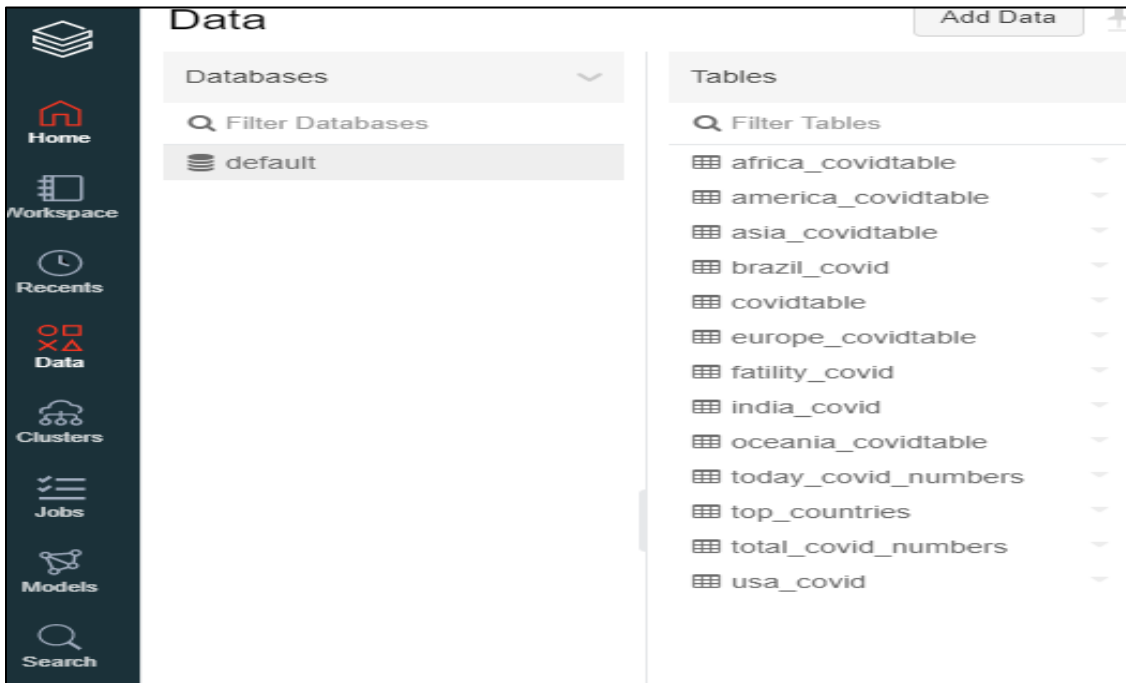 Data
Add Data
Home
Workspace
Recents
Data
Clusters
Jobs
Models
Search
Databases
Filter Databases
default
Tables
Filter Tables
africa_covidtable
america_covidtable
asia_covidtable
brazil_covid
covidtable
europe_covidtable
fatility_covid
india_covid
oceania_covidtable
today_covid_numbers
top_countries
total_covid_numbers
usa_covid